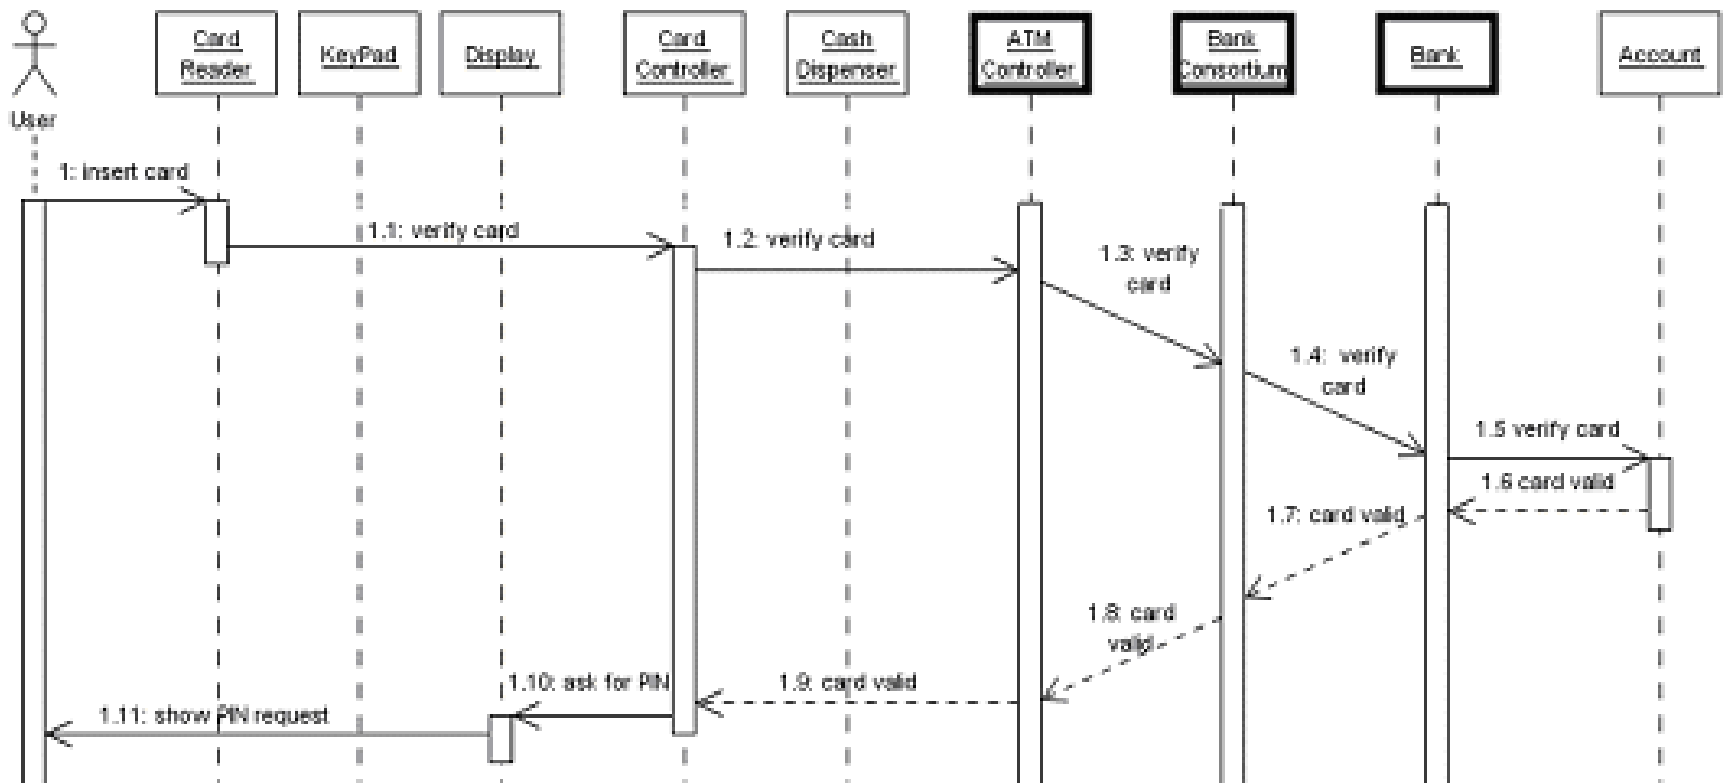 Card
Reader
KeyPad
Display
Card
Controller
Cash
Dispenser
ATM
Controller
Bank
Consortium
Bank
Account
User
1: insert card
1.1: verify card
1.2: verify card
1.3: verify
card
1.4: verify
card
1.5 verify card
1.6 card valid
1.7: card valid
1.8: card
valid
1.9: card valid
1.10: ask for PIN
1.11: show PIN request